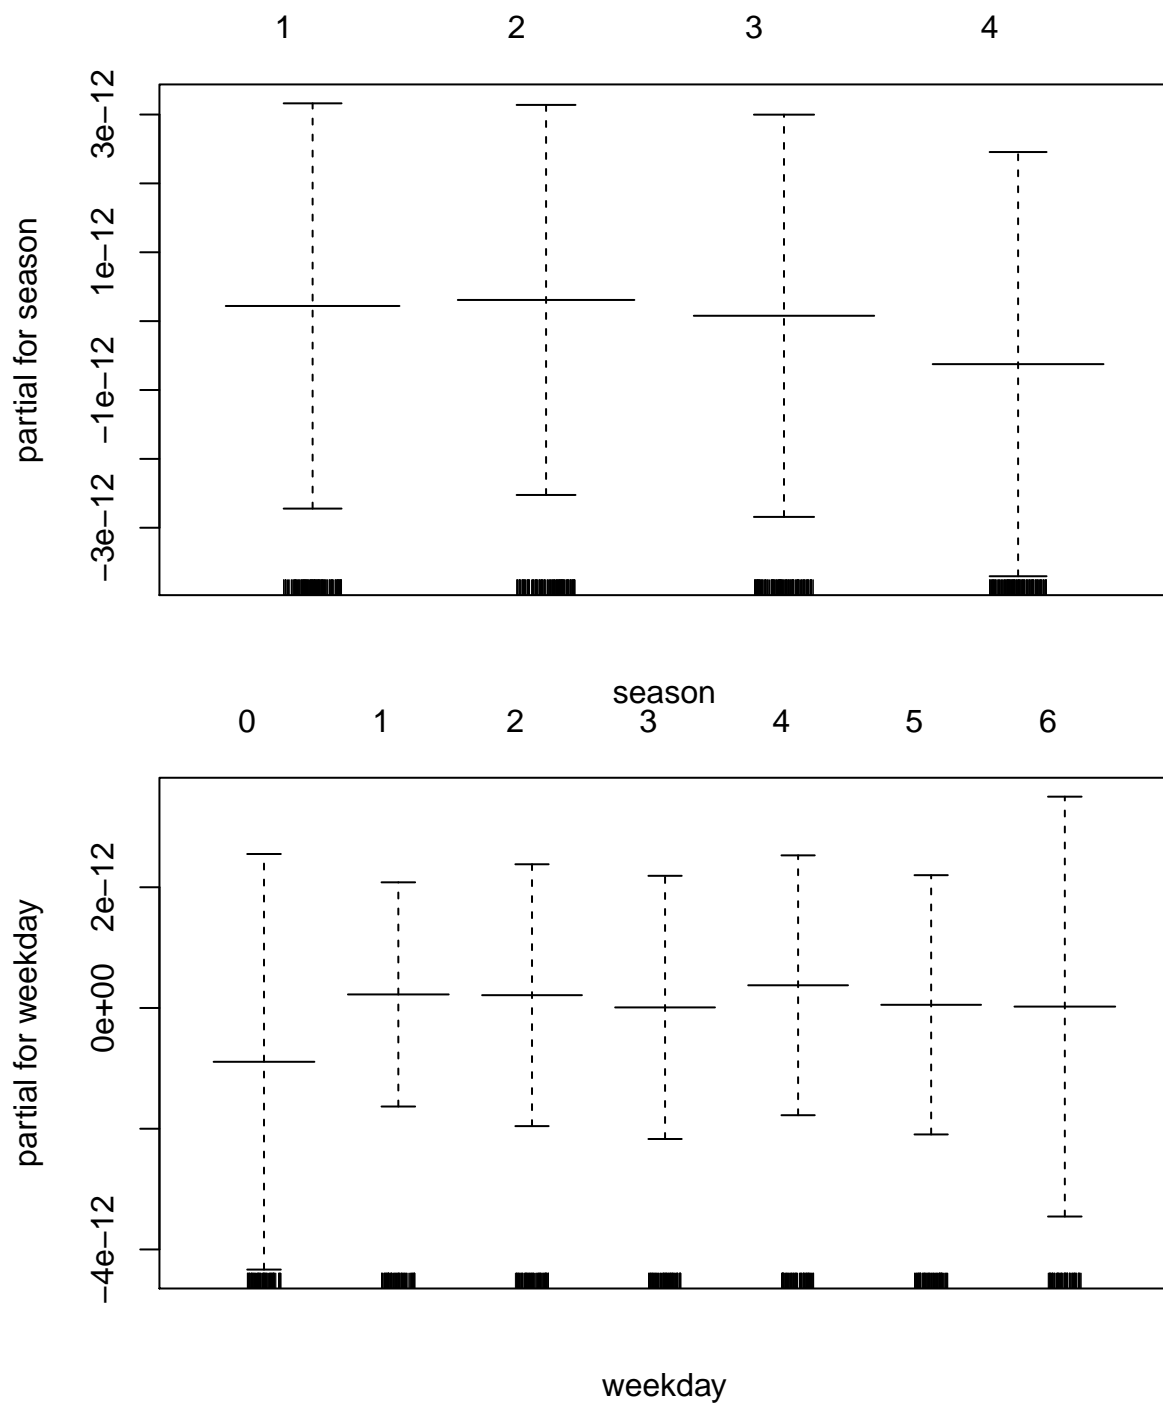 1 2 3 4
3e−12
1e−12
−1e−12
−3e−12
partial for season
season
0 1 2 3 4 5 6
2e−12
0e+00
−4e−12
partial for weekday
weekday